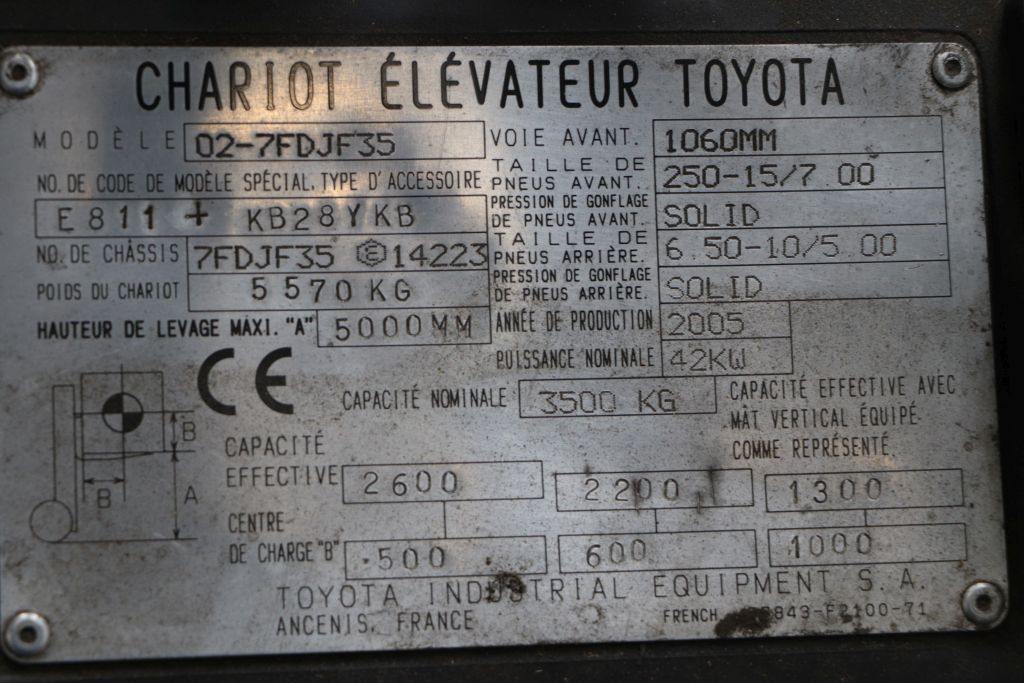 CHARIOT ÉLÉVATEUR TOYOTA
MODÈLE 02-7FDJF35
NO. DE CODE DE MODÈLE SPÉCIAL. TYPE D'ACCESSOIRE
E811 + KB28YKB
NO. DE CHÂSSIS 7FDJF35 E 14223
POIDS DU CHARIOT 5570KG
HAUTEUR DE LEVAGE MAXI. "A" 5000MM
VOIE AVANT. 1060MM
TAILLE DE
PNEUS AVANT. 250-15/7.00
PRESSION DE GONFLAGE
DE PNEUS AVANT. SOLID
TAILLE DE
PNEUS ARRIÈRE. 6.50-10/5.00
PRESSION DE GONFLAGE
DE PNEUS ARRIÈRE. SOLID
ANNÉE DE PRODUCTION 2005
PUISSANCE NOMINALE 42KW
CE
B
B
A
CAPACITÉ NOMINALE 3500 KG
CAPACITÉ EFFECTIVE AVEC
MÂT VERTICAL ÉQUIPÉ
COMME REPRÉSENTÉ.
CAPACITÉ
EFFECTIVE 2600 2200 1300
CENTRE
DE CHARGE "B" 500 600 1000
TOYOTA INDUSTRIAL EQUIPMENT S.A.
ANCENIS, FRANCE
FRENCH. 843-F2100-71